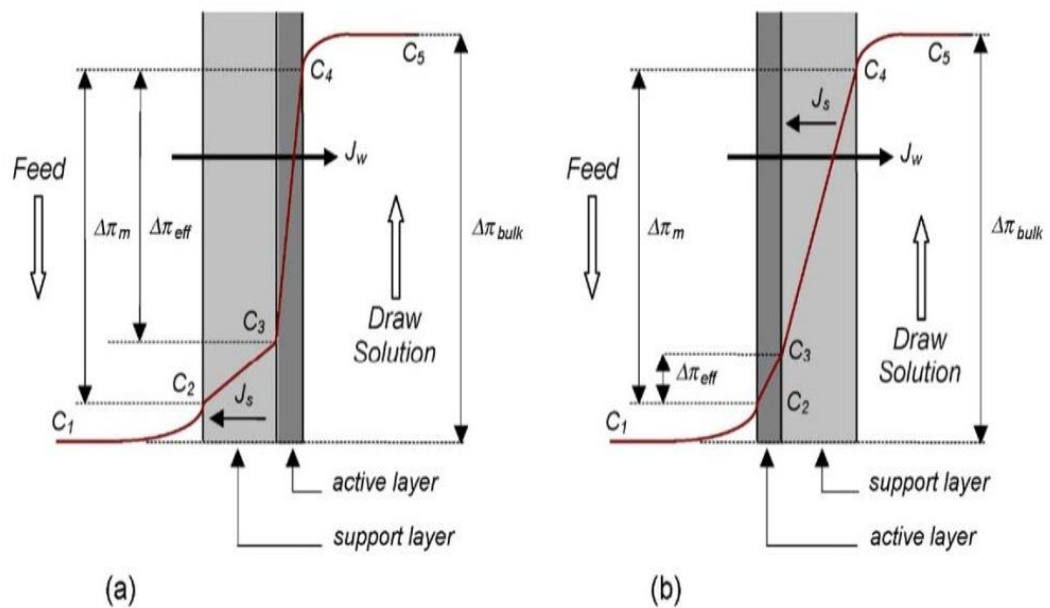 C5
C4
Jw
Feed
Δπm
Δπeff
Δπbulk
Draw
Solution
C3
C2
Js
C1
active layer
support layer
(a)
C5
C4
Js
Jw
Feed
Δπm
Δπbulk
Draw
Solution
C3
Δπeff
C2
C1
support layer
active layer
(b)